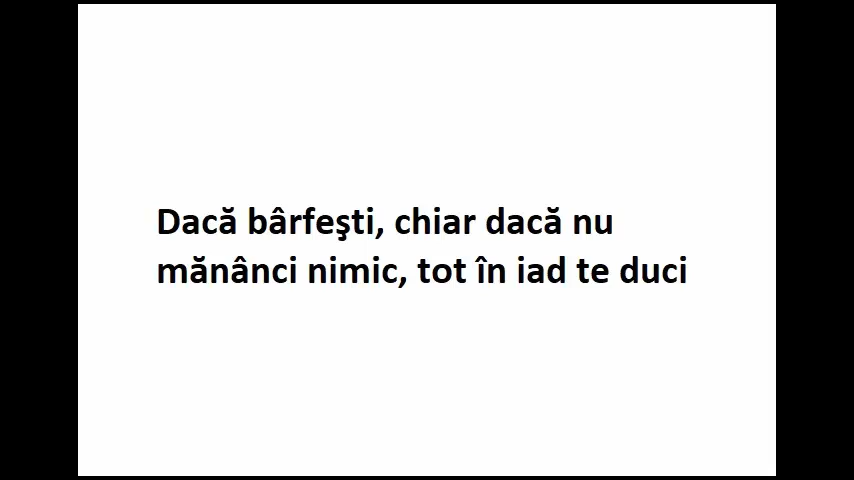 Dacă bârfeşti, chiar dacă nu
mănânci nimic, tot în iad te duci